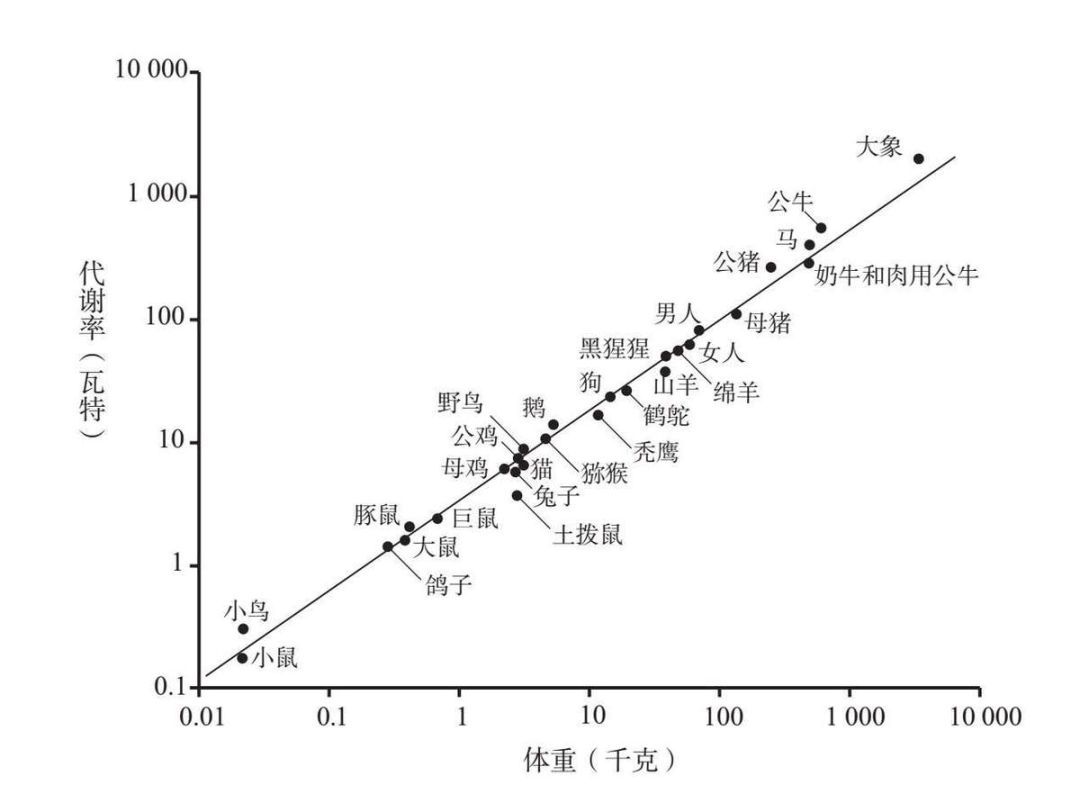 10 000
大象
1 000
公牛
马
公猪
奶牛和肉用公牛
代谢率（瓦特）
100
男人
母猪
黑猩猩
女人
狗
山羊
绵羊
野鸟
鹅
鹤鸵
公鸡
10
秃鹰
母鸡
猫
猕猴
兔子
豚鼠
巨鼠
土拨鼠
大鼠
1
鸽子
小鸟
小鼠
0.1
0.01
0.1
1
10
100
1 000
10 000
体重（千克）